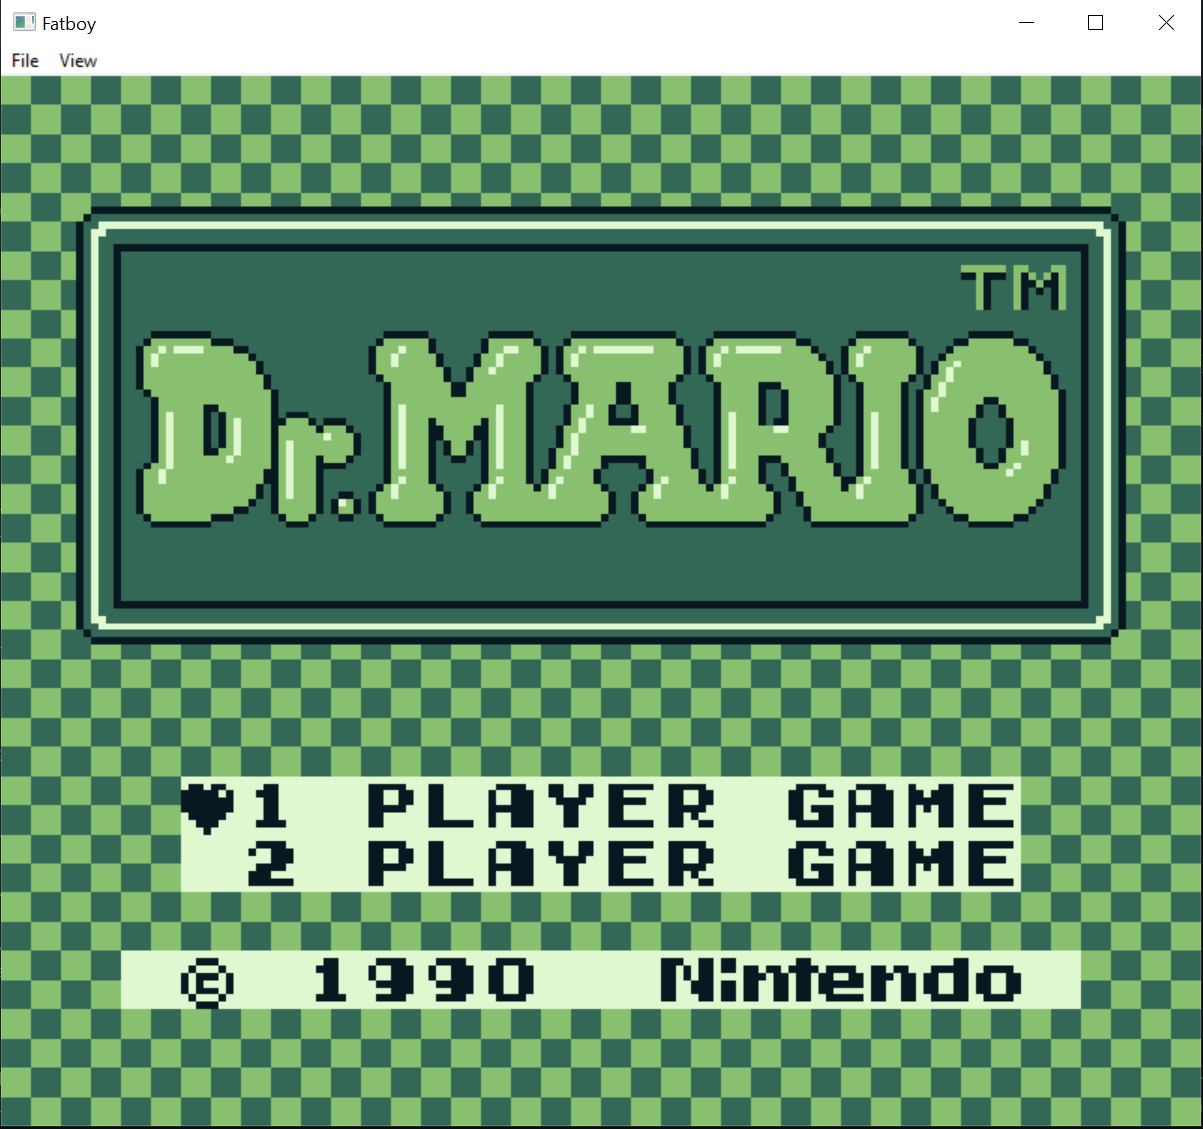 Fatboy
File View
TM
Dr.MARIO
1 PLAYER GAME
2 PLAYER GAME
© 1990 Nintendo